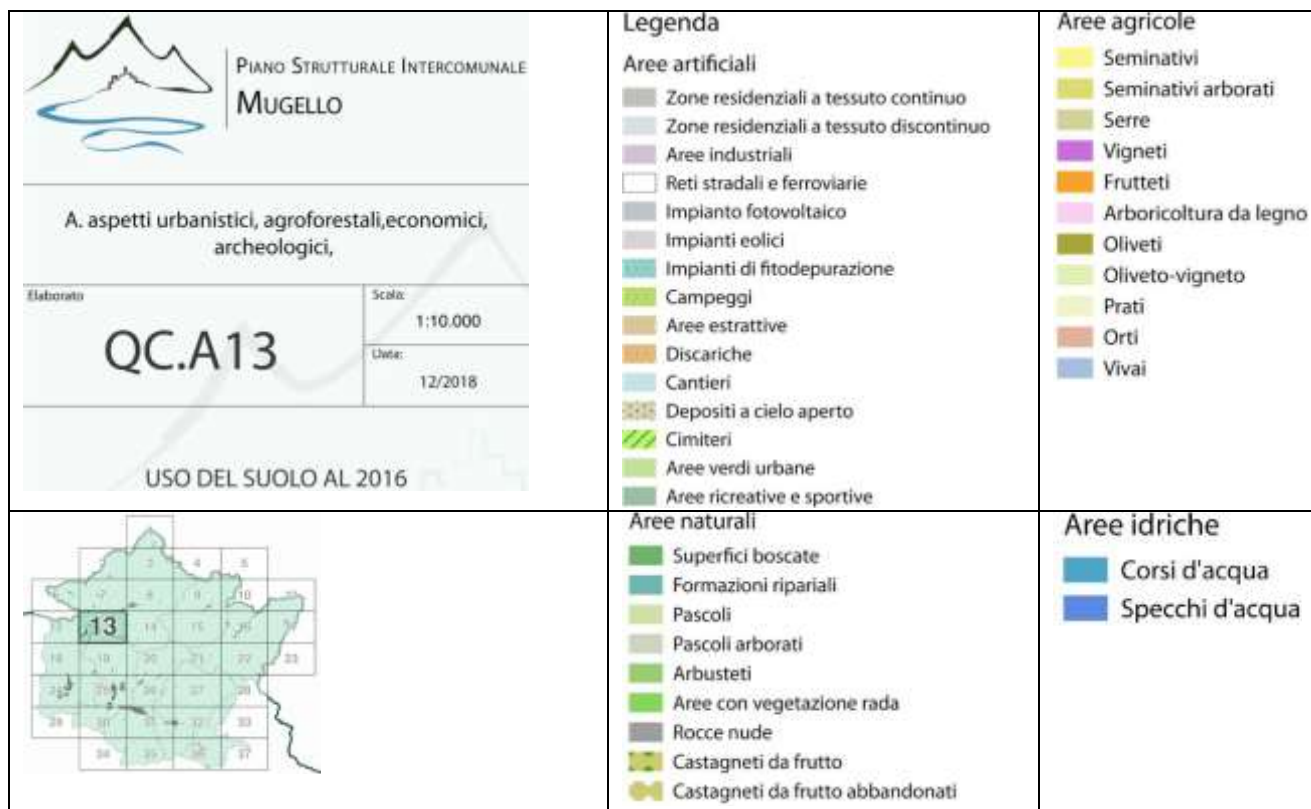 PIANO STRUTTURALE INTERCOMUNALE
MUGELLO
A. aspetti urbanistici, agroforestali,economici,
archeologici,
Elaborato
QC.A13
Scala:
1:10.000
Data:
12/2018
USO DEL SUOLO AL 2016
Legenda
Aree artificiali
Zone residenziali a tessuto continuo
Zone residenziali a tessuto discontinuo
Aree industriali
Reti stradali e ferroviarie
Impianto fotovoltaico
Impianti eolici
Impianti di fitodepurazione
Campeggi
Aree estrattive
Discariche
Cantieri
Depositi a cielo aperto
Cimiteri
Aree verdi urbane
Aree ricreative e sportive
Aree agricole
Seminativi
Seminativi arborati
Serre
Vigneti
Frutteti
Arboricoltura da legno
Oliveti
Oliveto-vigneto
Prati
Orti
Vivai
13
Aree naturali
Superfici boscate
Formazioni ripariali
Pascoli
Pascoli arborati
Arbusteti
Aree con vegetazione rada
Rocce nude
Castagneti da frutto
Castagneti da frutto abbandonati
Aree idriche
Corsi d'acqua
Specchi d'acqua